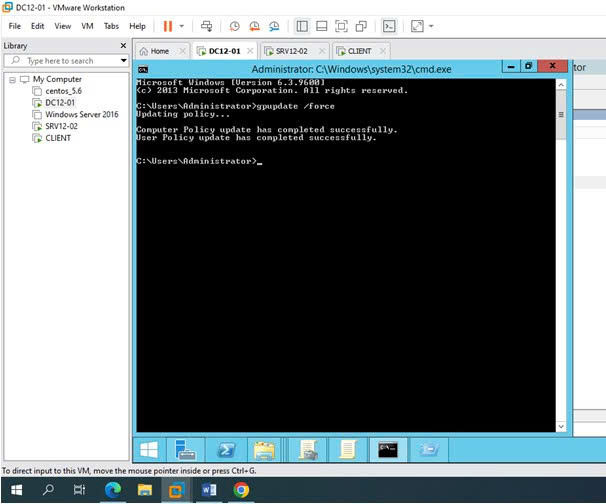 DC12-01 - VMware Workstation
File Edit View VM Tabs Help
Library
Type here to search
My Computer
centos_5.6
DC12-01
Windows Server 2016
SRV12-02
CLIENT
Home DC12-01 SRV12-02 CLIENT
Administrator: C:\Windows\system32\cmd.exe
tor
Microsoft Windows [Version 6.3.9600]
(c) 2013 Microsoft Corporation. All rights reserved.
C:\Users\Administrator>gpupdate /force
Updating policy...
Computer Policy update has completed successfully.
User Policy update has completed successfully.
C:\Users\Administrator>_
To direct input to this VM, move the mouse pointer inside or press Ctrl+G.